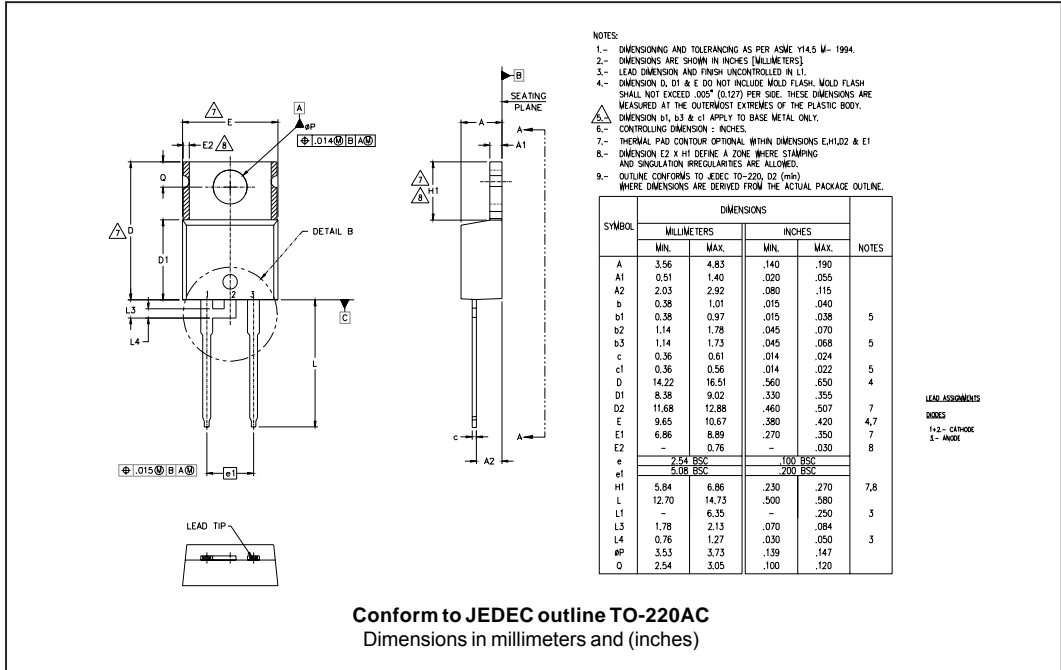 NOTES:
1.- DIMENSIONING AND TOLERANCING AS PER ASME Y14.5 M- 1994.
2.- DIMENSIONS ARE SHOWN IN INCHES [MILLIMETERS].
3.- LEAD DIMENSION AND FINISH UNCONTROLLED IN L1.
4.- DIMENSION D, D1 & E DO NOT INCLUDE MOLD FLASH. MOLD FLASH
SHALL NOT EXCEED .005" (0.127) PER SIDE. THESE DIMENSIONS ARE
MEASURED AT THE OUTERMOST EXTREMES OF THE PLASTIC BODY.
5.- DIMENSION b1, b3 & c1 APPLY TO BASE METAL ONLY.
6.- CONTROLLING DIMENSION : INCHES.
7.- THERMAL PAD CONTOUR OPTIONAL WITHIN DIMENSIONS E,H1,D2 & E1
8.- DIMENSION E2 X H1 DEFINE A ZONE WHERE STAMPING
AND SINGULATION IRREGULARITIES ARE ALLOWED.
9.- OUTLINE CONFORMS TO JEDEC TO-220, D2 (min)
WHERE DIMENSIONS ARE DERIVED FROM THE ACTUAL PACKAGE OUTLINE.
7
E
A
øP
⌖ .014Ⓜ B AⓂ
E2 8
Q
7 D
D1
DETAIL B
1 2 3
L3
L4
C
L
⌖ .015Ⓜ B AⓂ
e1
LEAD TIP
B
SEATING
PLANE
A
A
A1
7
8
H1
c
A
A2
SYMBOL DIMENSIONS NOTES
MILLIMETERS INCHES
MIN. MAX. MIN. MAX.
A 3.56 4.83 .140 .190
A1 0.51 1.40 .020 .055
A2 2.03 2.92 .080 .115
b 0.38 1.01 .015 .040
b1 0.38 0.97 .015 .038 5
b2 1.14 1.78 .045 .070
b3 1.14 1.73 .045 .068 5
c 0.36 0.61 .014 .024
c1 0.36 0.56 .014 .022 5
D 14.22 16.51 .560 .650 4
D1 8.38 9.02 .330 .355
D2 11.68 12.88 .460 .507 7
E 9.65 10.67 .380 .420 4,7
E1 6.86 8.89 .270 .350 7
E2 - 0.76 - .030 8
e 2.54 BSC .100 BSC
e1 5.08 BSC .200 BSC
H1 5.84 6.86 .230 .270 7,8
L 12.70 14.73 .500 .580
L1 - 6.35 - .250 3
L3 1.78 2.13 .070 .084
L4 0.76 1.27 .030 .050 3
øP 3.53 3.73 .139 .147
Q 2.54 3.05 .100 .120
LEAD ASSIGNMENTS
DIODES
1+2.- CATHODE
3.- ANODE
Conform to JEDEC outline TO-220AC
Dimensions in millimeters and (inches)